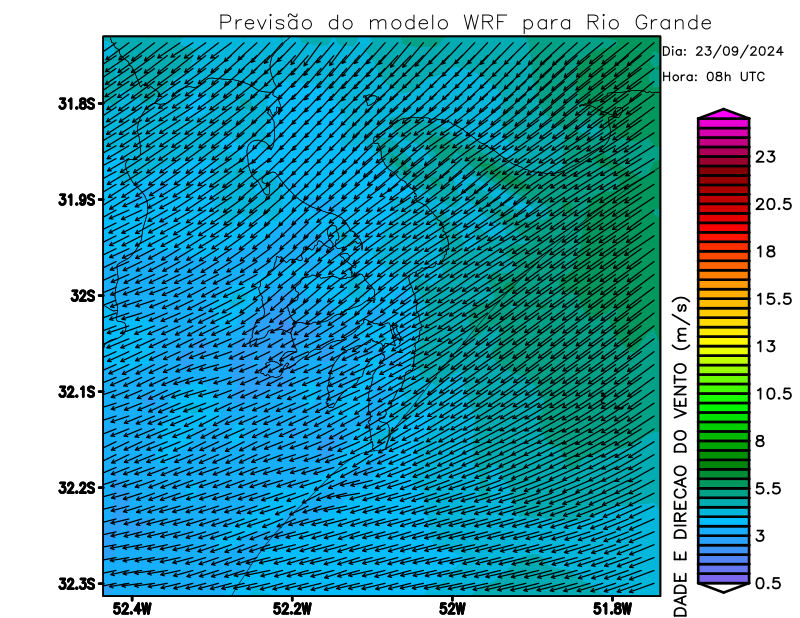 Previsão do modelo WRF para Rio Grande
Dia: 23/09/2024
Hora: 08h UTC
31.8S
31.9S
32S
32.1S
32.2S
32.3S
52.4W
52.2W
52W
51.8W
23
20.5
18
15.5
13
10.5
8
5.5
3
0.5
DADE E DIRECAO DO VENTO (m/s)